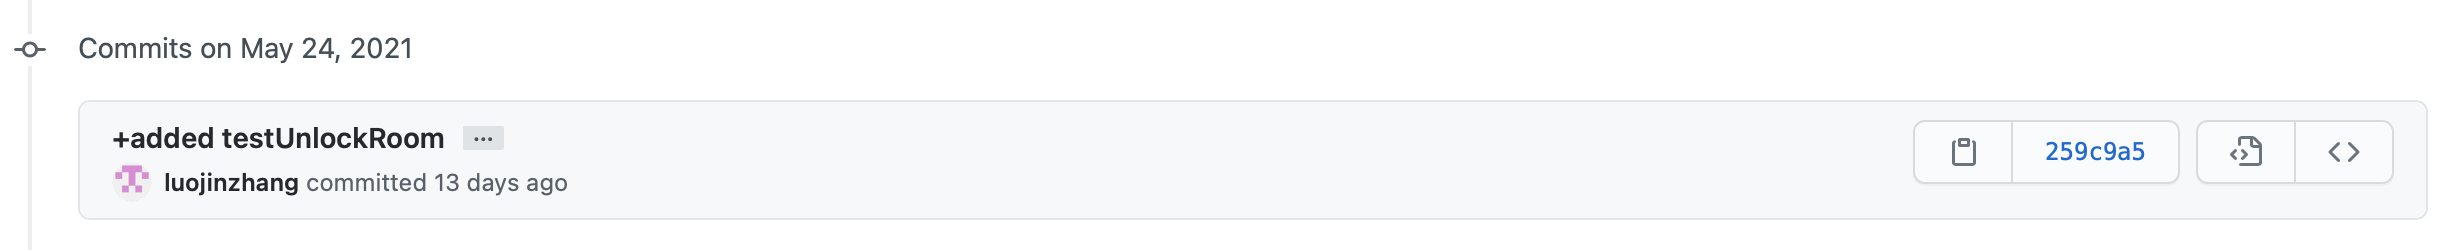 Commits on May 24, 2021
+added testUnlockRoom ...
259c9a5
luojinzhang committed 13 days ago